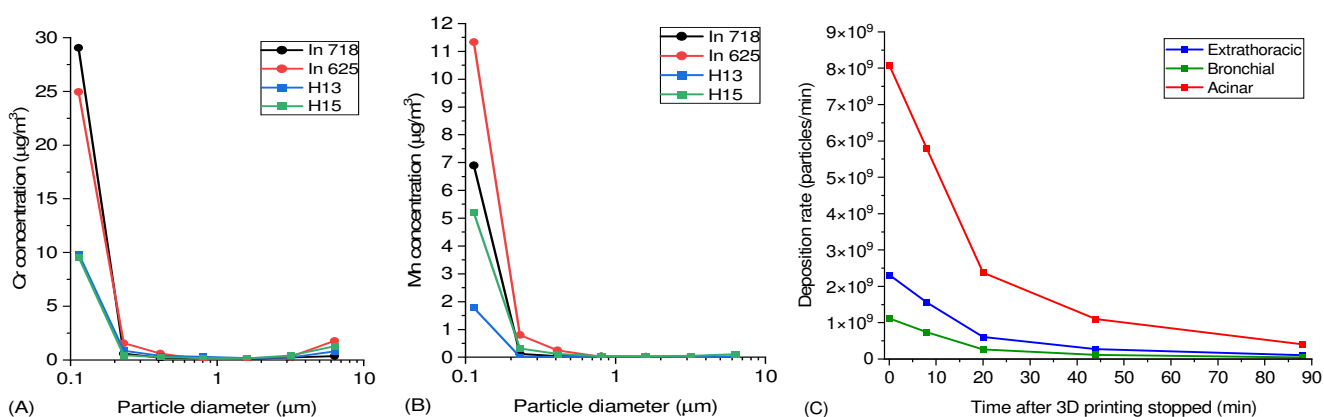 30
25
20
15
10
5
0
Cr concentration (µg/m³)
In 718
In 625
H13
H15
0.1
1
10
Particle diameter (µm)
(A)
12
11
10
9
8
7
6
5
4
3
2
1
0
Mn concentration (µg/m³)
In 718
In 625
H13
H15
0.1
1
10
Particle diameter (µm)
(B)
9×10⁹
8×10⁹
7×10⁹
6×10⁹
5×10⁹
4×10⁹
3×10⁹
2×10⁹
1×10⁹
0
Deposition rate (particles/min)
Extrathoracic
Bronchial
Acinar
0 10 20 30 40 50 60 70 80 90
Time after 3D printing stopped (min)
(C)